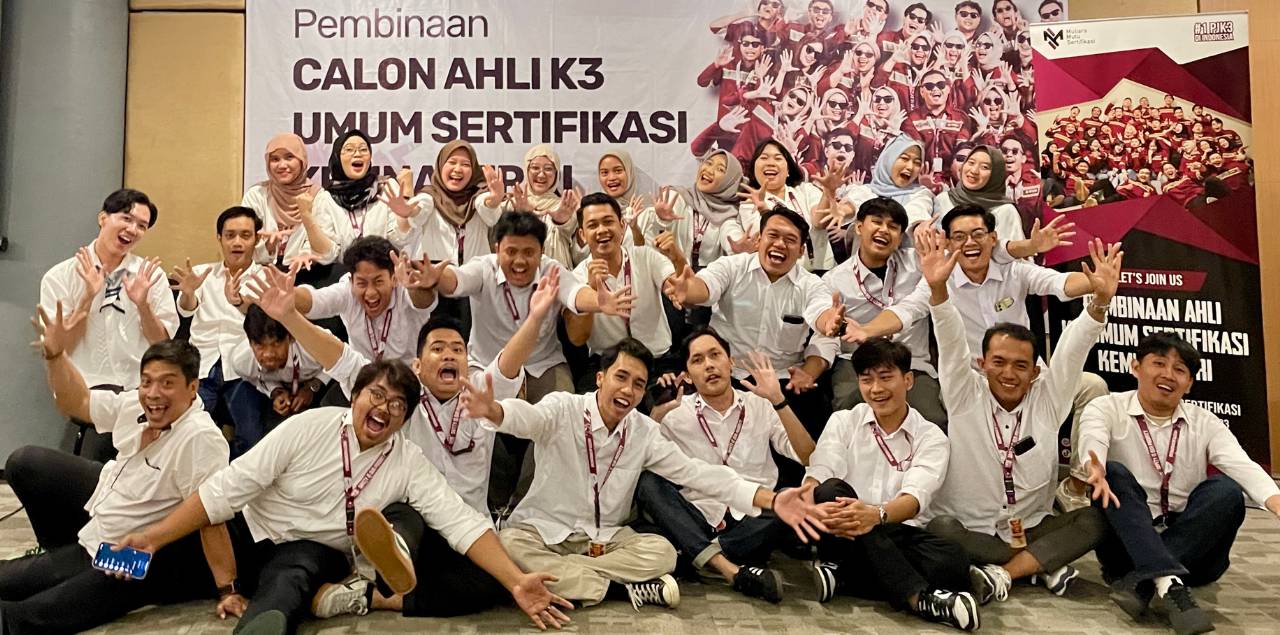 Pembinaan
CALON AHLI K3
UMUM SERTIFIKASI
Mutiara
Mutu
Sertifikasi
#1 PJK3
DI INDONESIA
LET'S JOIN US
AHLI
UMUM SERTIFIKASI